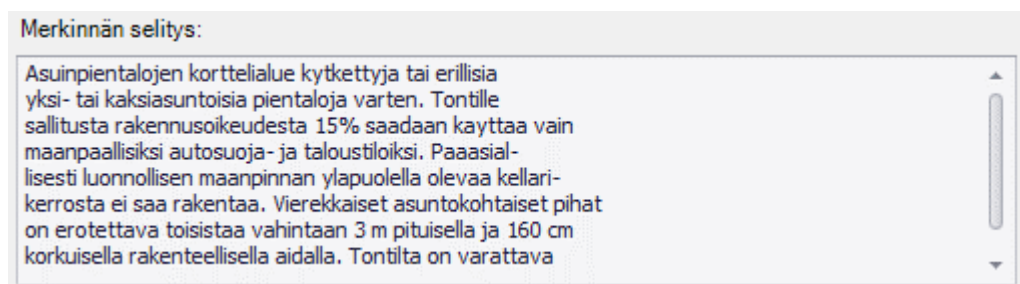 Merkinnän selitys:
Asuinpientalojen korttelialue kytkettyja tai erillisia
yksi- tai kaksiasuntoisia pientaloja varten. Tontille
sallitusta rakennusoikeudesta 15% saadaan kayttaa vain
maanpaallisiksi autosuoja- ja taloustiloiksi. Paaasial-
lisesti luonnollisen maanpinnan ylapuolella olevaa kellari-
kerrosta ei saa rakentaa. Vierekkaiset asuntokohtaiset pihat
on erotettava toisistaa vahintaan 3 m pituisella ja 160 cm
korkuisella rakenteellisella aidalla. Tontilta on varattava